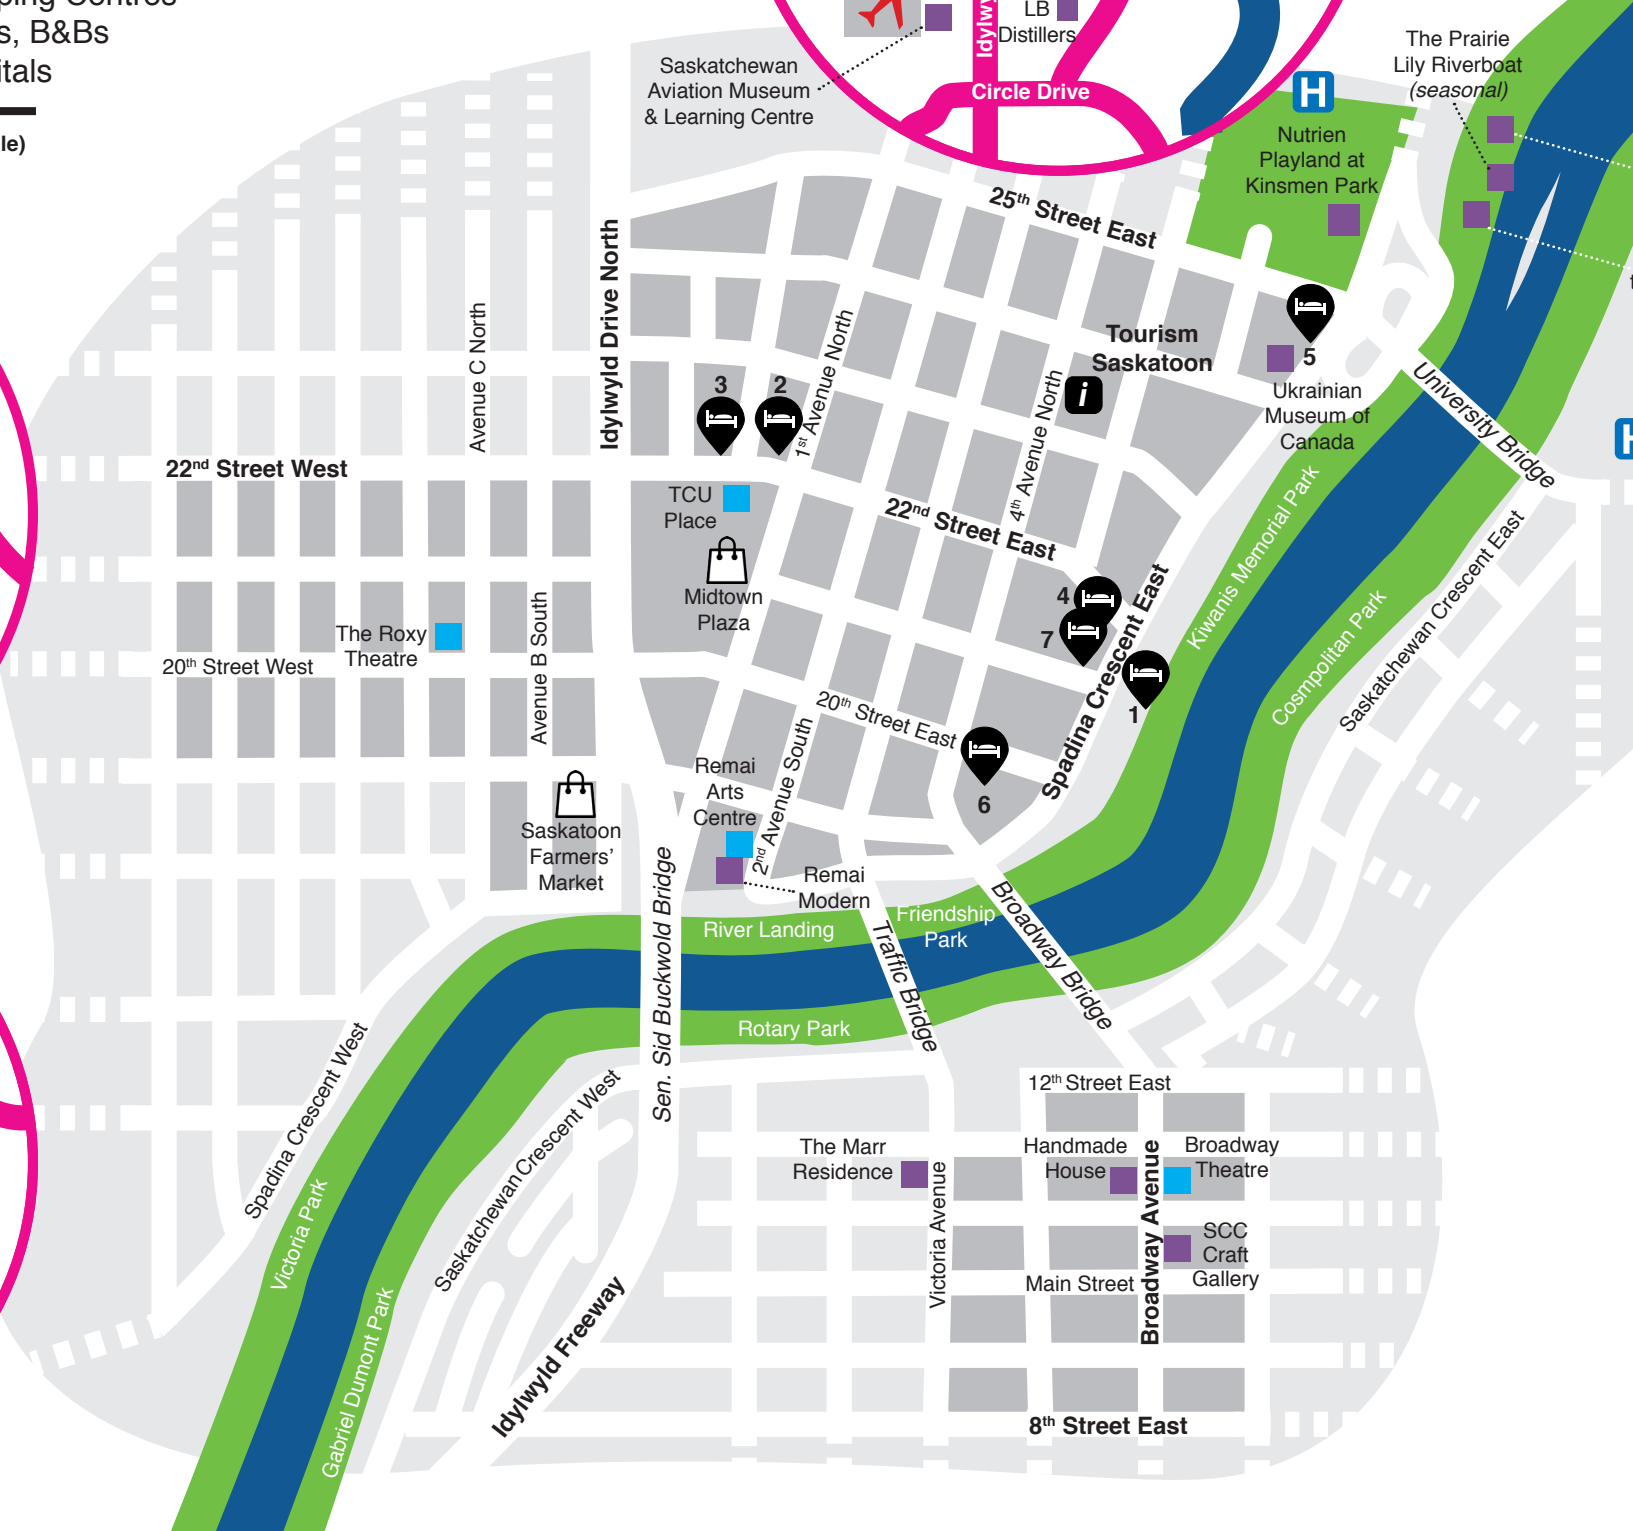 ping Centres
s, B&Bs
itals
le)
Saskatchewan
Aviation Museum
& Learning Centre
Idylwy
LB
Distillers
Circle Drive
The Prairie
Lily Riverboat
(seasonal)
H
Nutrien
Playland at
Kinsmen Park
25th Street East
Idylwyld Drive North
Avenue C North
1st Avenue North
Tourism
Saskatoon
i
5
Ukrainian
Museum of
Canada
3
2
4th Avenue North
University Bridge
H
22nd Street West
TCU
Place
22nd Street East
Midtown
Plaza
Kiwanis Memorial Park
Cosmpolitan Park
Saskatchewan Crescent East
4
7
1
Spadina Crescent East
The Roxy
Theatre
20th Street West
Avenue B South
20th Street East
6
2nd Avenue South
Remai
Arts
Centre
Remai
Modern
Saskatoon
Farmers’
Market
Sen. Sid Buckwold Bridge
River Landing
Friendship
Park
Traffic Bridge
Broadway Bridge
Rotary Park
Spadina Crescent West
Saskatchewan Crescent West
Victoria Park
Gabriel Dumont Park
Idylwyld Freeway
12th Street East
The Marr
Residence
Victoria Avenue
Handmade
House
Broadway Avenue
Broadway
Theatre
SCC
Craft
Gallery
Main Street
8th Street East